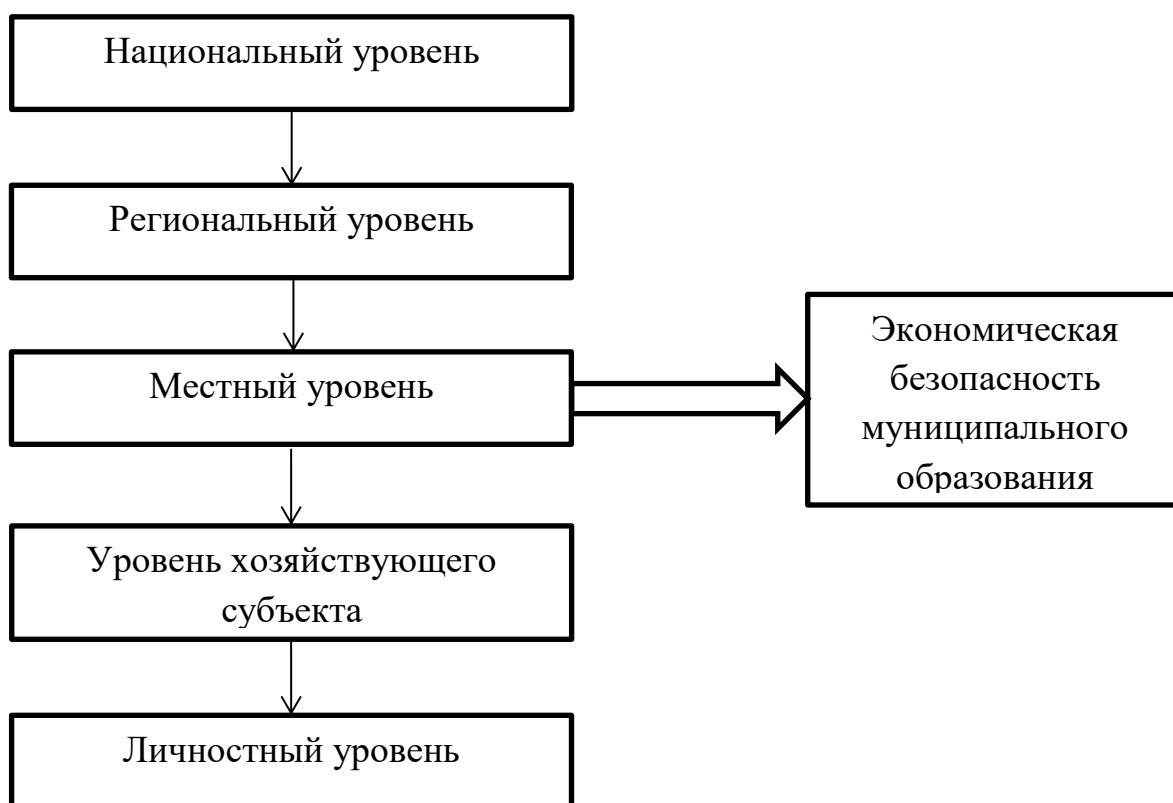 Национальный уровень
Региональный уровень
Местный уровень
Экономическая
безопасность
муниципального
образования
Уровень хозяйствующего
субъекта
Личностный уровень